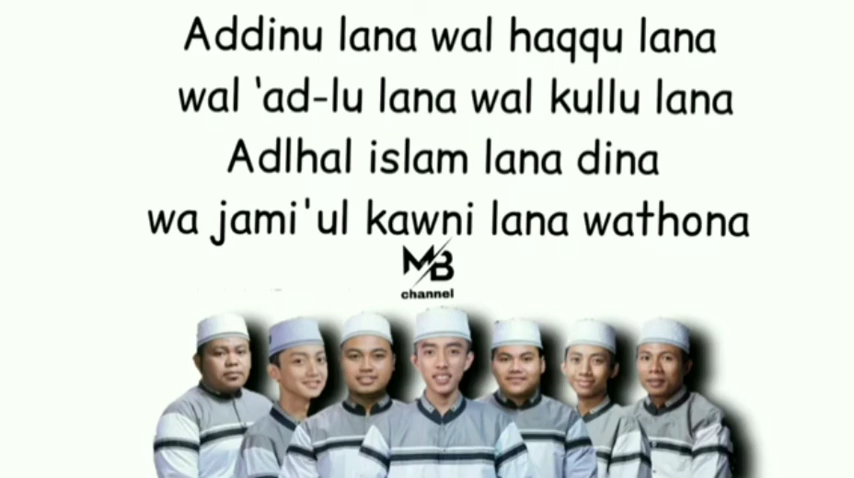 Addinu lana wal haqqu lana
wal 'ad-lu lana wal kullu lana
Adlhal islam lana dina
wa jami'ul kawni lana wathona
MB
channel